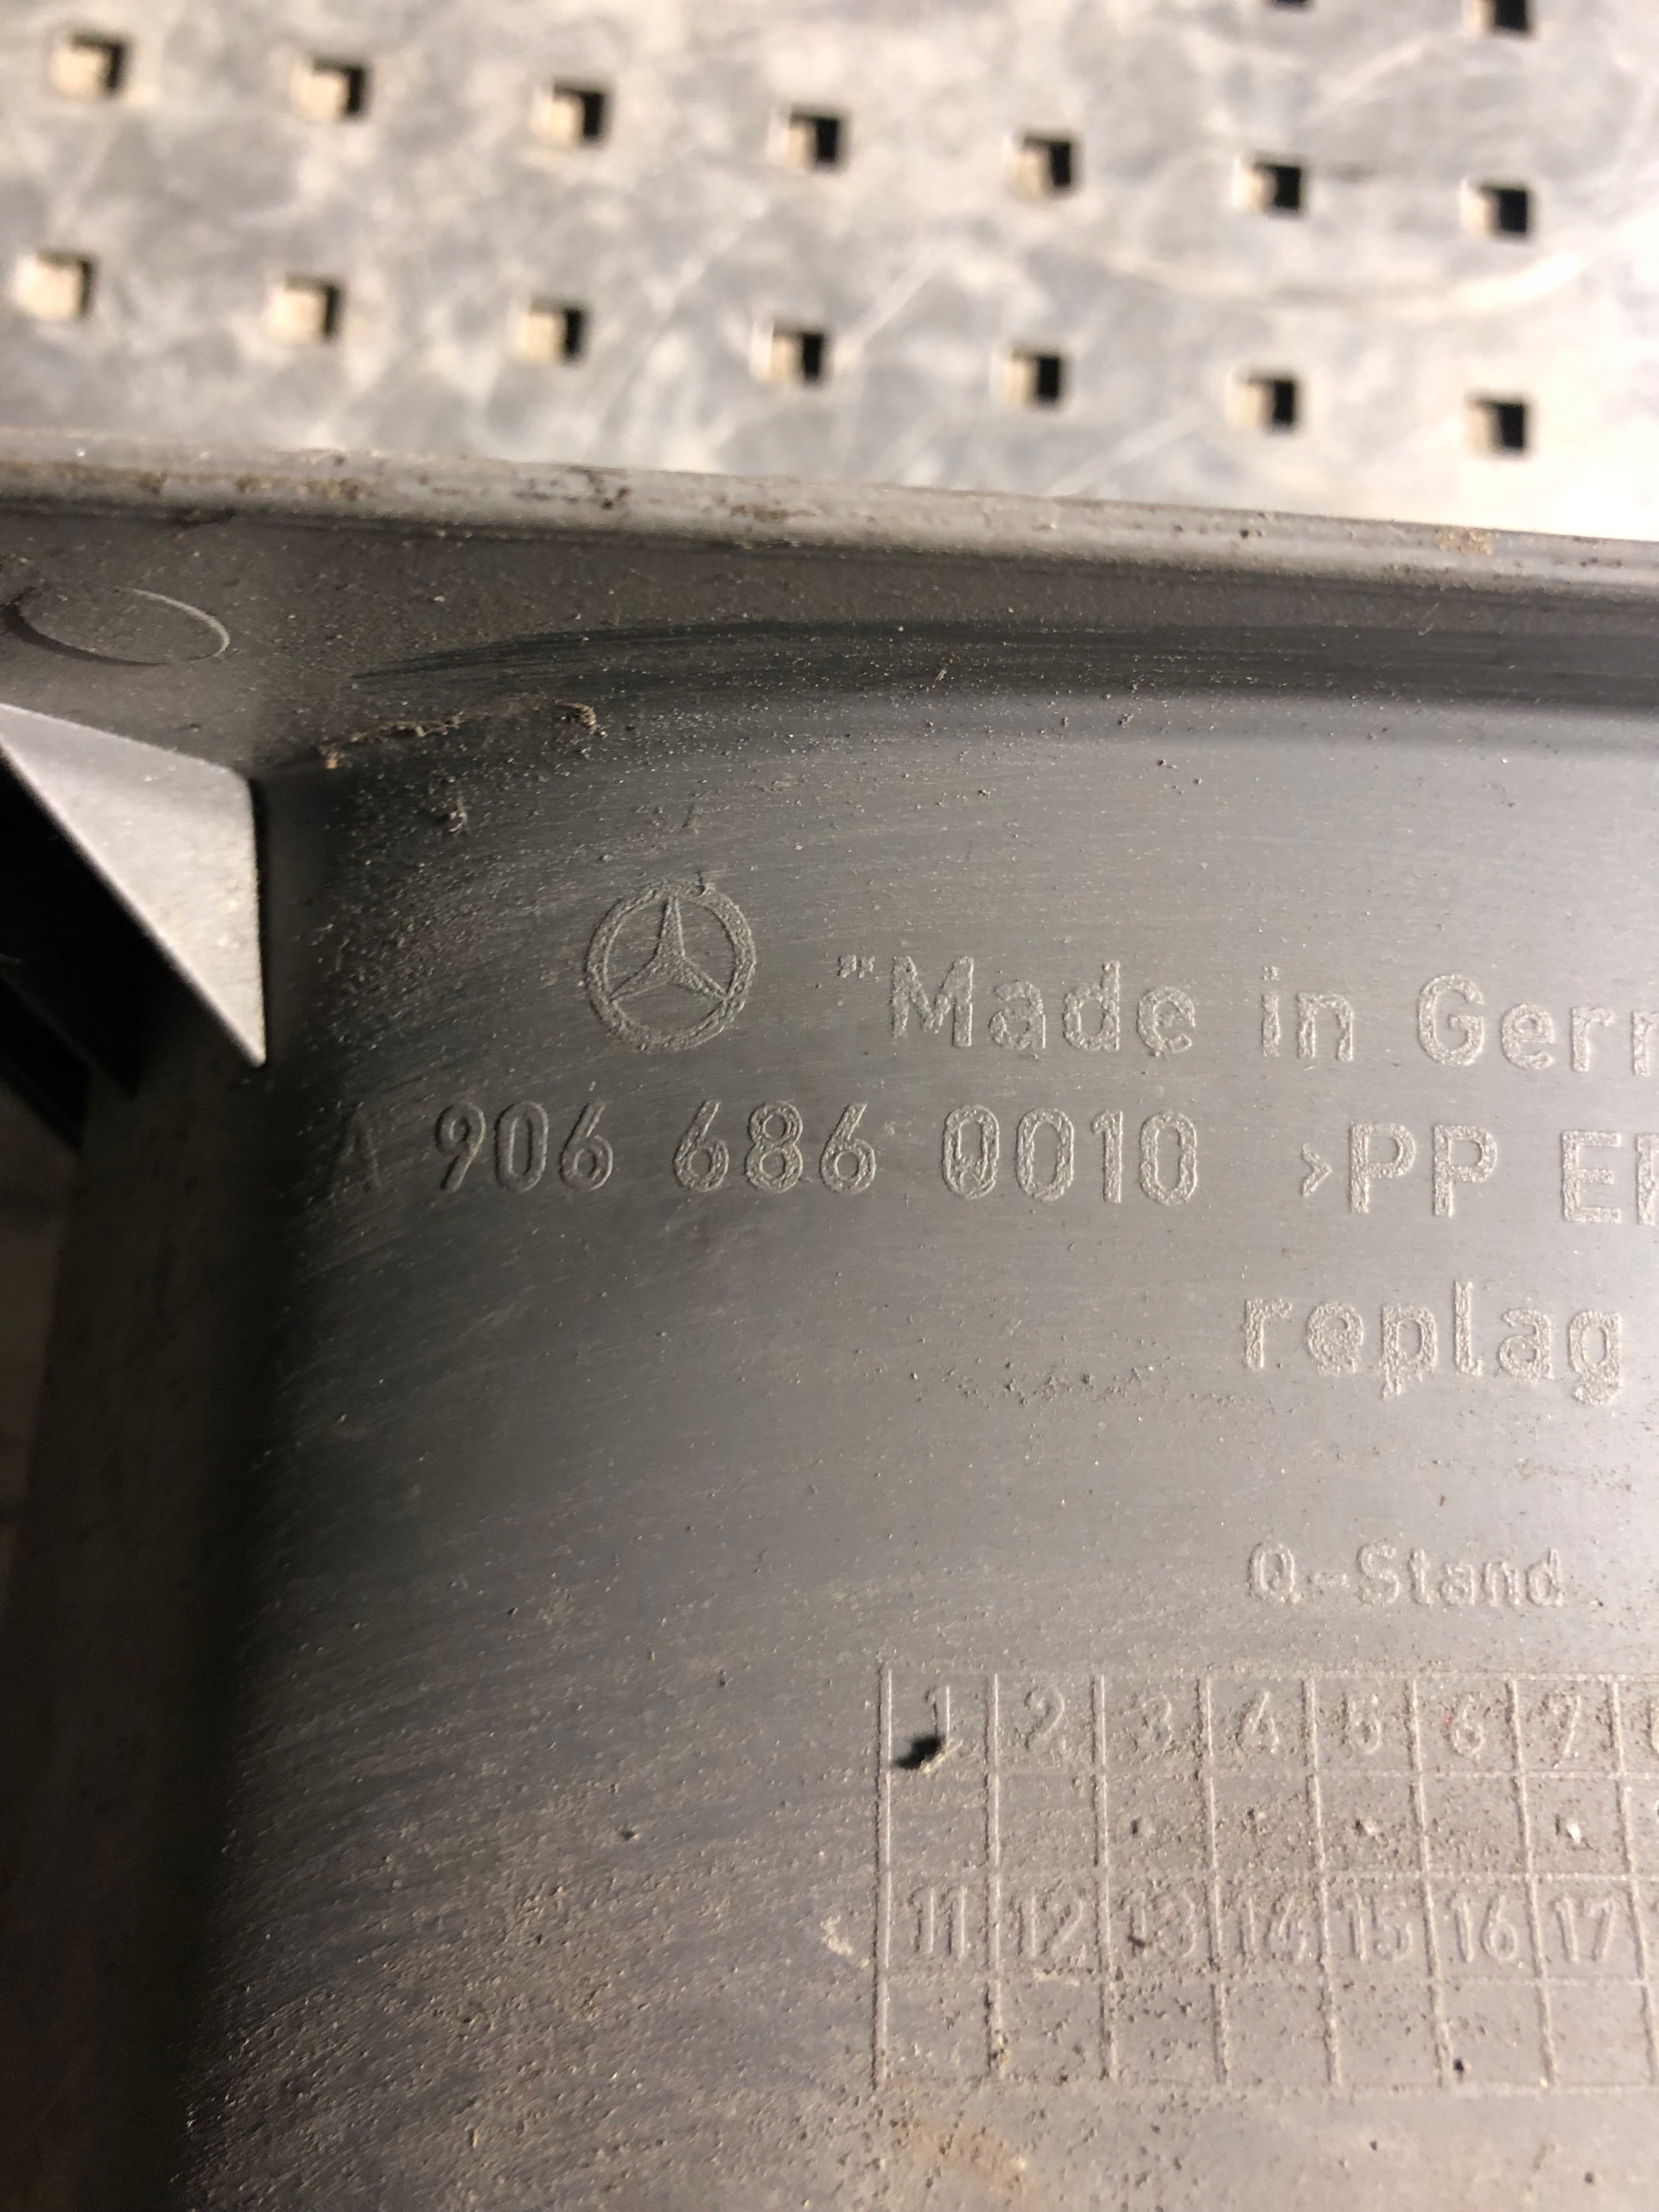 "Made in Gerr
A 906 686 0010 >PP E
replag
Q-Stand
1 2 3 4 5 6 7
11 12 13 14 15 16 17